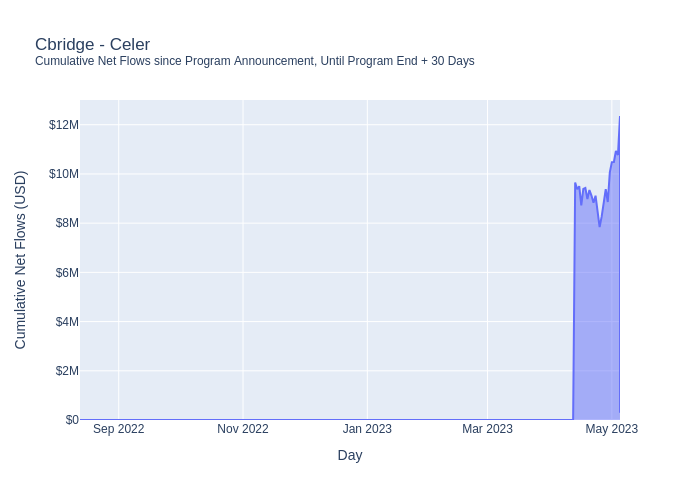 Cbridge - Celer
Cumulative Net Flows since Program Announcement, Until Program End + 30 Days
Cumulative Net Flows (USD)
$12M
$10M
$8M
$6M
$4M
$2M
$0
Sep 2022
Nov 2022
Jan 2023
Mar 2023
May 2023
Day